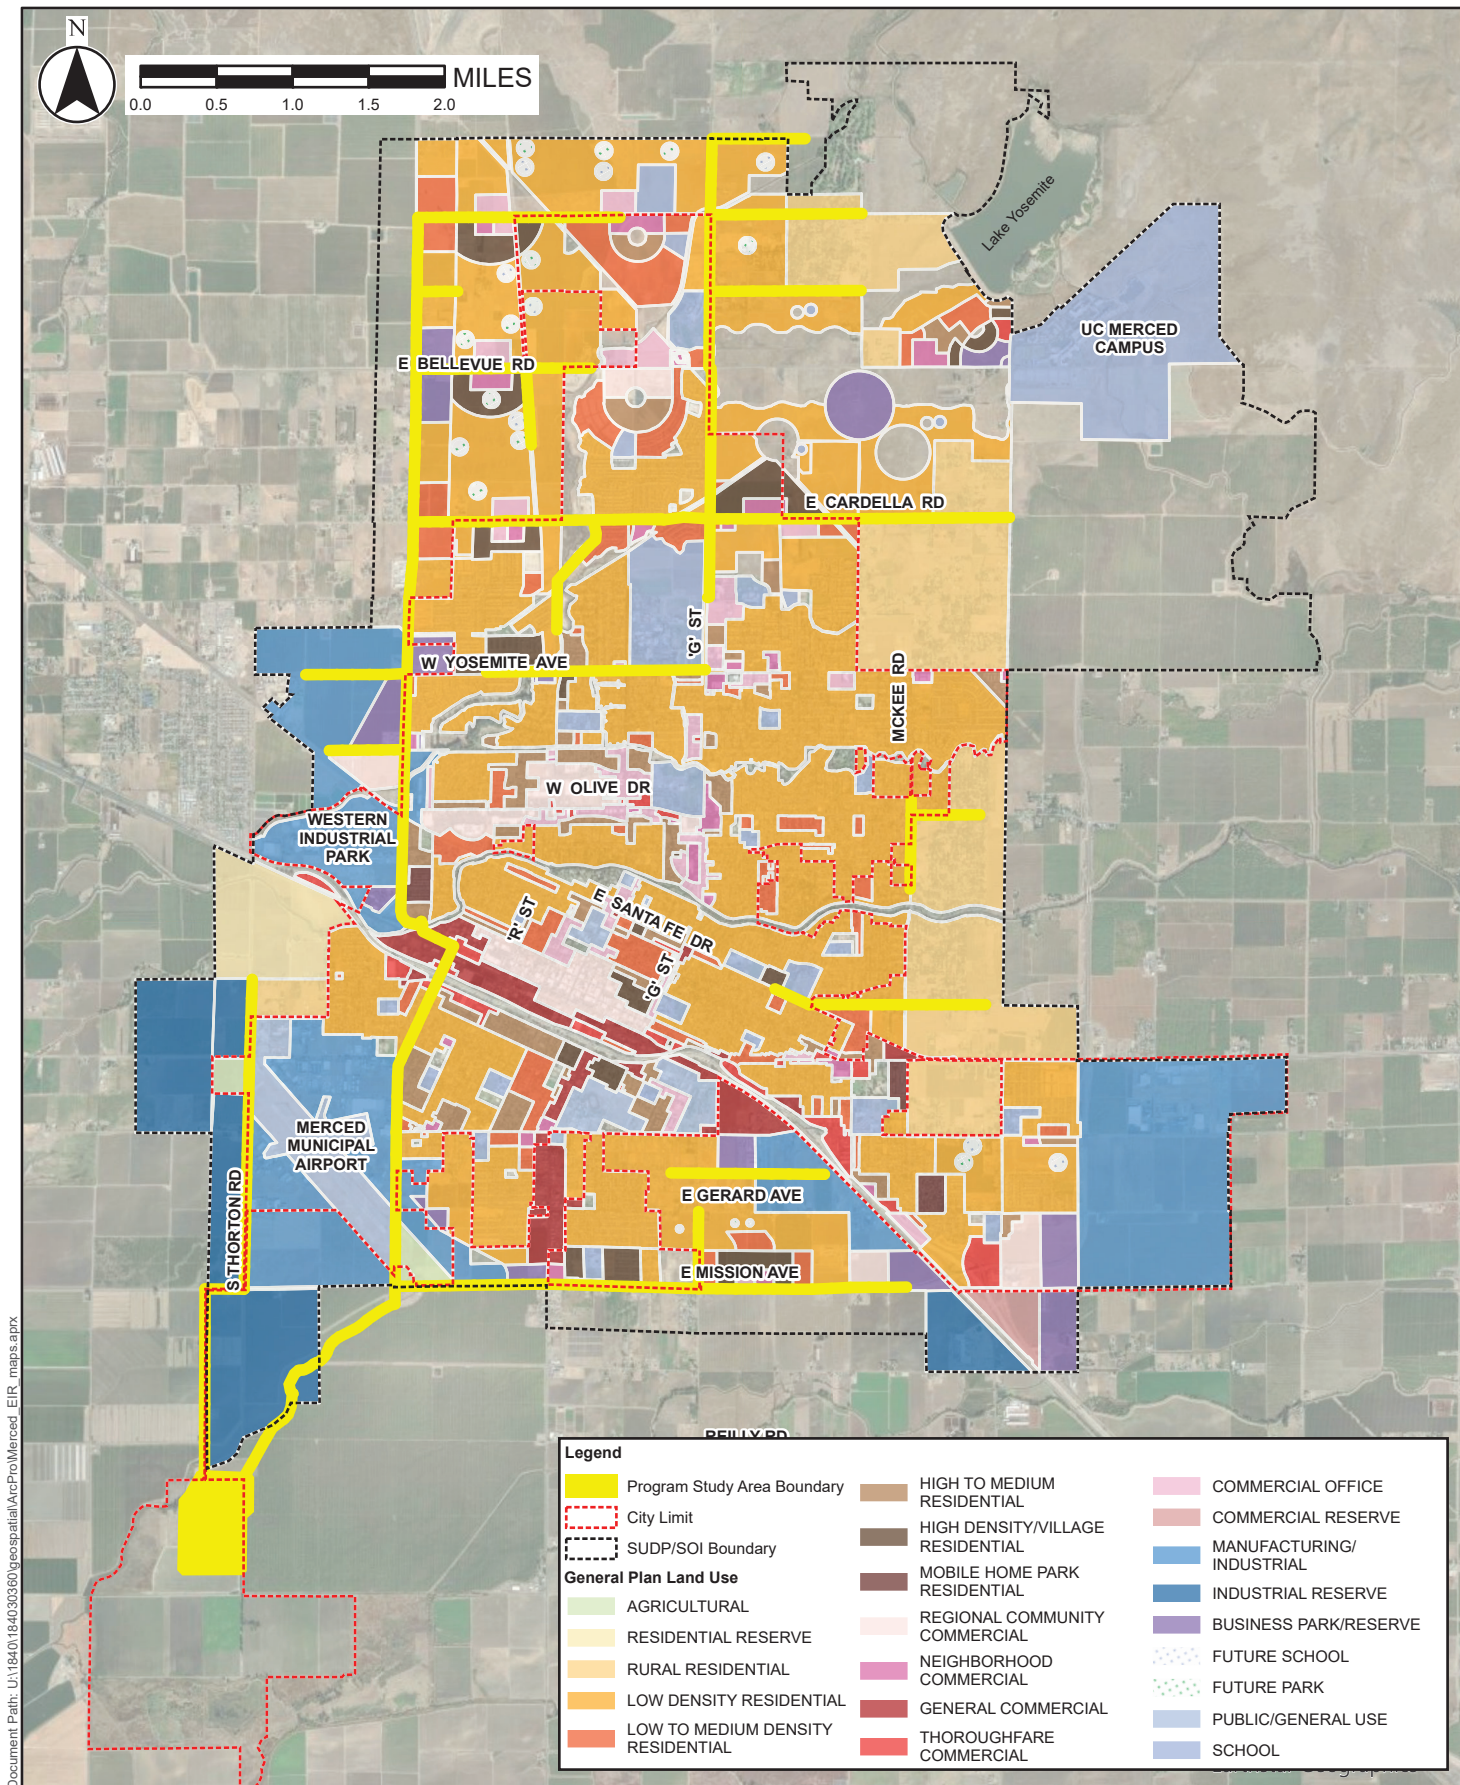 N
MILES
0.0 0.5 1.0 1.5 2.0
Lake Yosemite
UC MERCED
CAMPUS
E BELLEVUE RD
E CARDELLA RD
'G' ST
W YOSEMITE AVE
MCKEE RD
W OLIVE DR
WESTERN
INDUSTRIAL
PARK
'R' ST
E SANTA FE DR
'G' ST
MERCED
MUNICIPAL
AIRPORT
S THORTON RD
E GERARD AVE
E MISSION AVE
REILLY RD
Legend
Program Study Area Boundary
City Limit
SUDP/SOI Boundary
General Plan Land Use
AGRICULTURAL
RESIDENTIAL RESERVE
RURAL RESIDENTIAL
LOW DENSITY RESIDENTIAL
LOW TO MEDIUM DENSITY
RESIDENTIAL
HIGH TO MEDIUM
RESIDENTIAL
HIGH DENSITY/VILLAGE
RESIDENTIAL
MOBILE HOME PARK
RESIDENTIAL
REGIONAL COMMUNITY
COMMERCIAL
NEIGHBORHOOD
COMMERCIAL
GENERAL COMMERCIAL
THOROUGHFARE
COMMERCIAL
COMMERCIAL OFFICE
COMMERCIAL RESERVE
MANUFACTURING/
INDUSTRIAL
INDUSTRIAL RESERVE
BUSINESS PARK/RESERVE
FUTURE SCHOOL
FUTURE PARK
PUBLIC/GENERAL USE
SCHOOL
Document Path: U:\1840\184030360\geospatial\ArcPro\Merced_EIR_maps.aprx